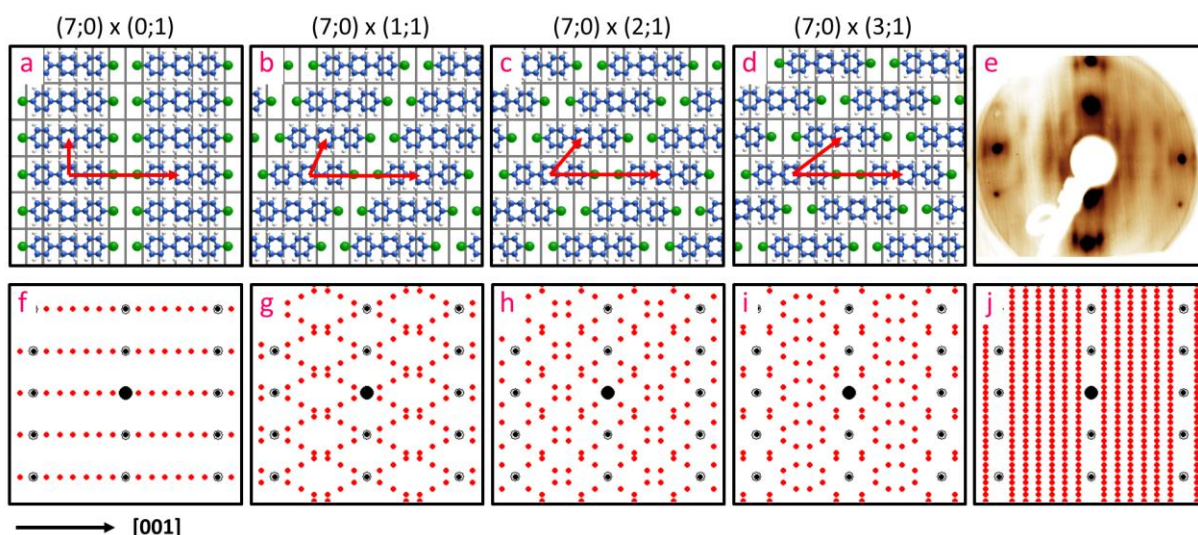 (7;0) x (0;1)
(7;0) x (1;1)
(7;0) x (2;1)
(7;0) x (3;1)
a
b
c
d
e
f
g
h
i
j
[001]